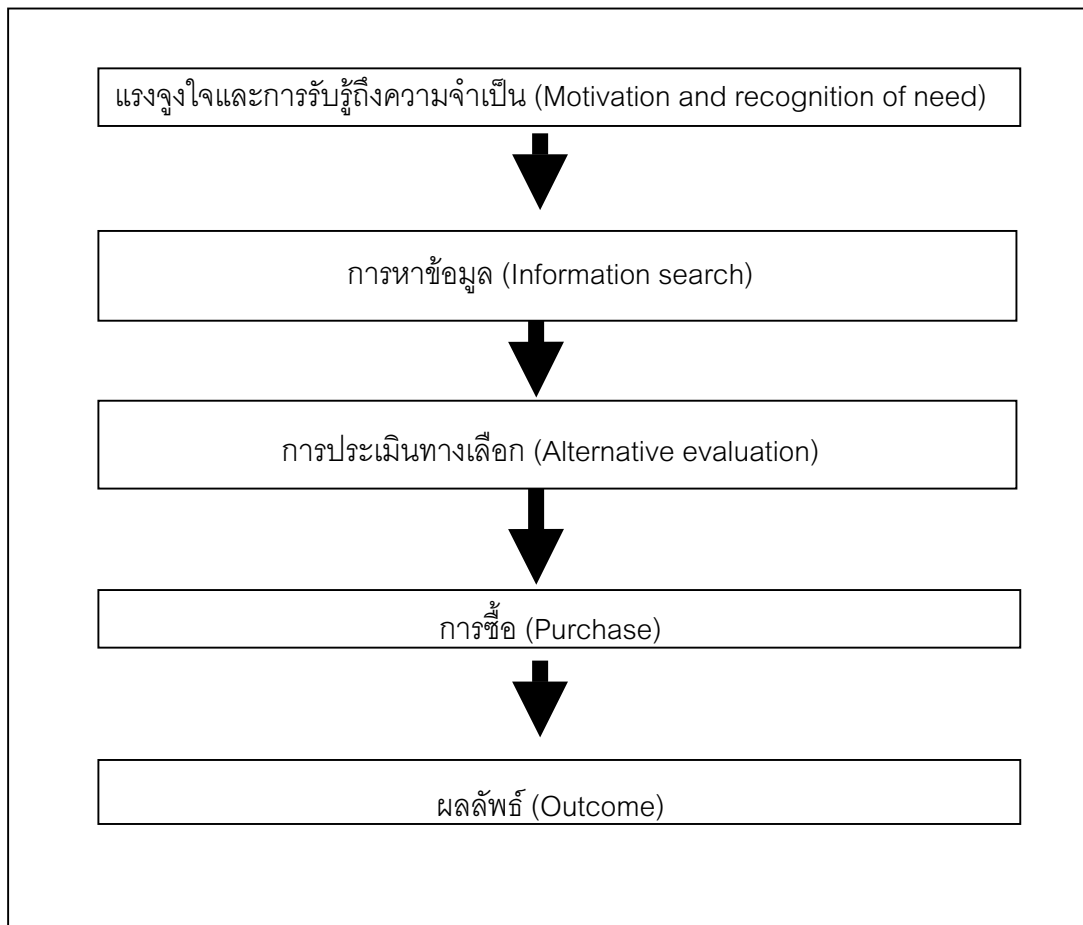 แรงจูงใจและการรับรู้ถึงความจำเป็น (Motivation and recognition of need)
การหาข้อมูล (Information search)
การประเมินทางเลือก (Alternative evaluation)
การซื้อ (Purchase)
ผลลัพธ์ (Outcome)